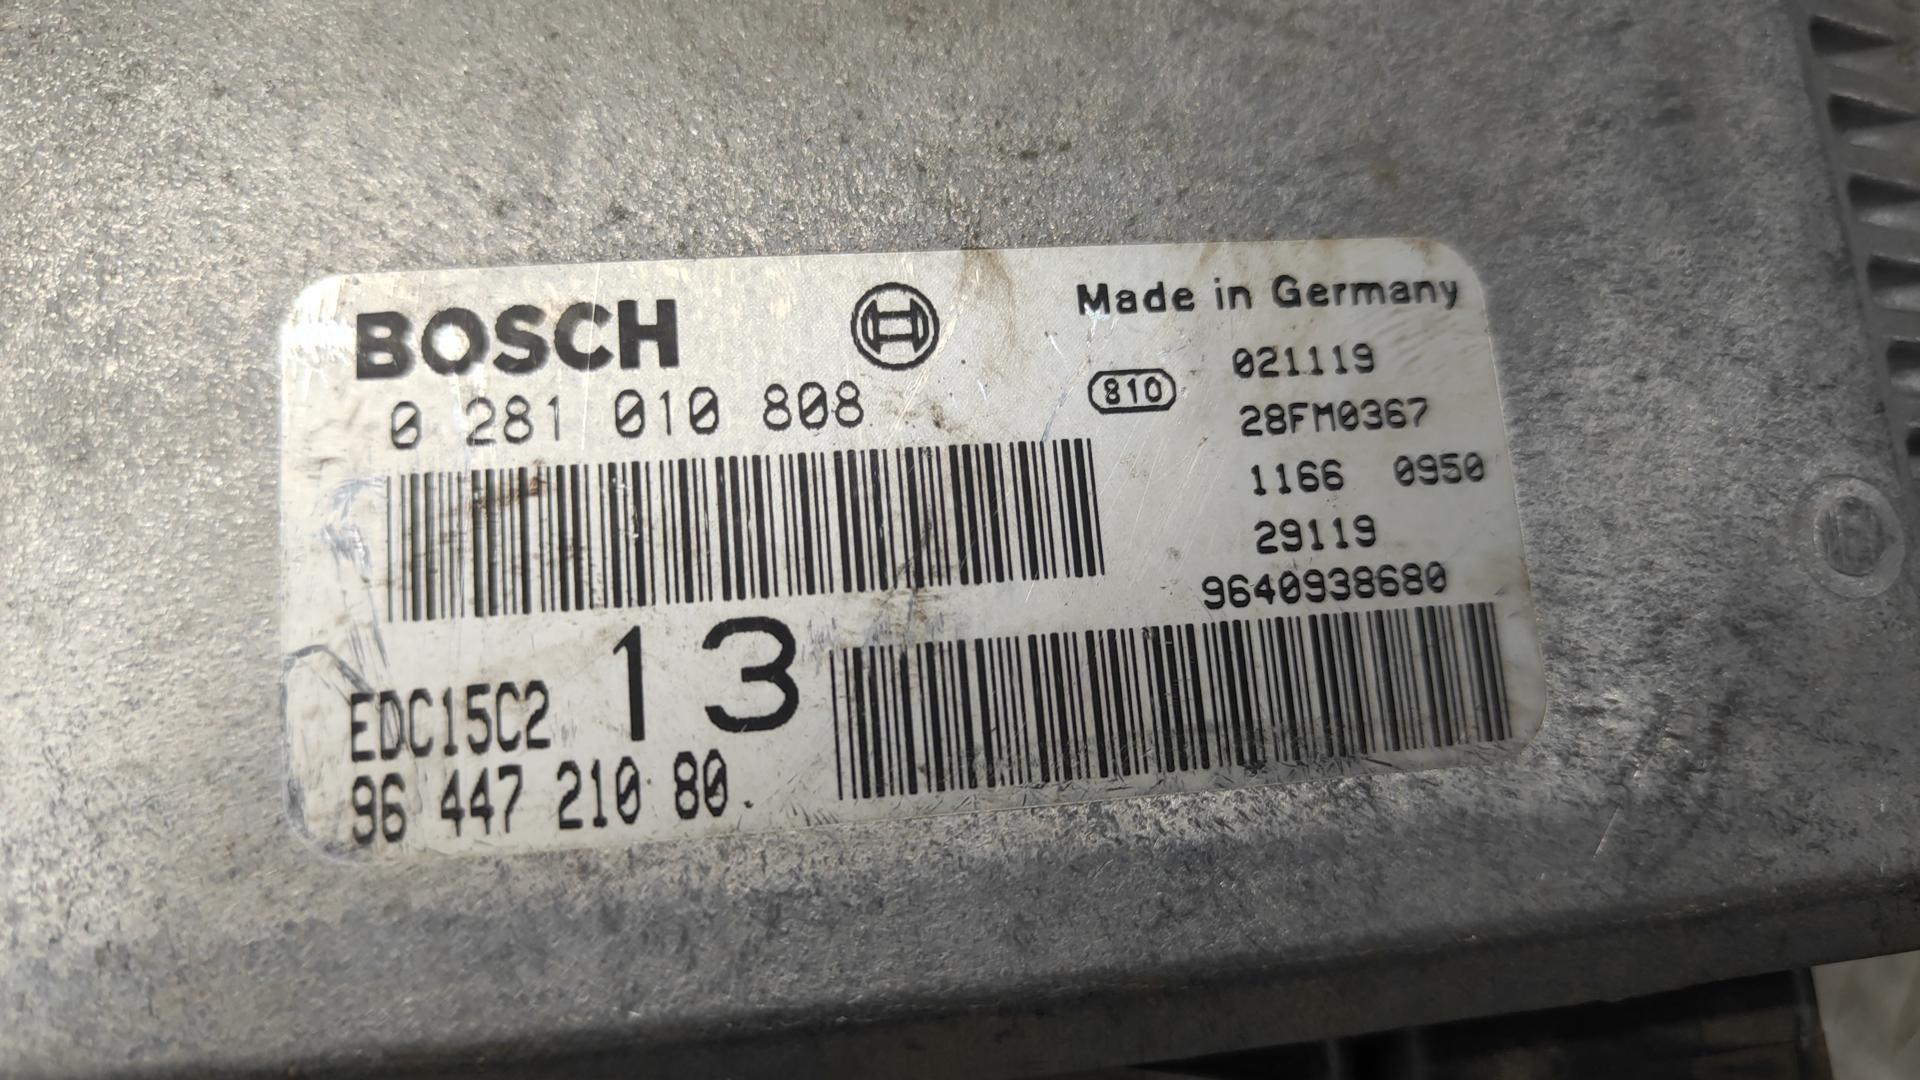 BOSCH
Made in Germany
0 281 010 808
810
021119
28FM0367
1166 0950
29119
9640938680
EDC15C2
13
96 447 210 80